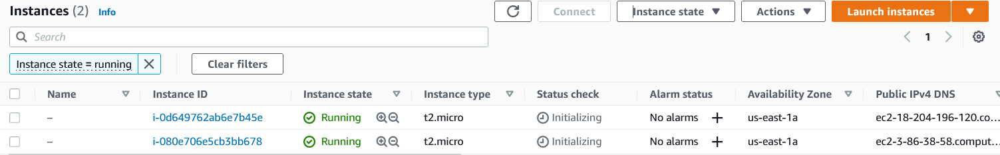 Instances (2) Info Connect Instance state Actions Launch instances
Search 1
Instance state = running Clear filters
Name Instance ID Instance state Instance type Status check Alarm status Availability Zone Public IPv4 DNS
– i-0d649762ab6e7b45e Running t2.micro Initializing No alarms + us-east-1a ec2-18-204-196-120.co...
– i-080e706e5cb3bb678 Running t2.micro Initializing No alarms + us-east-1a ec2-3-86-38-58.comput...